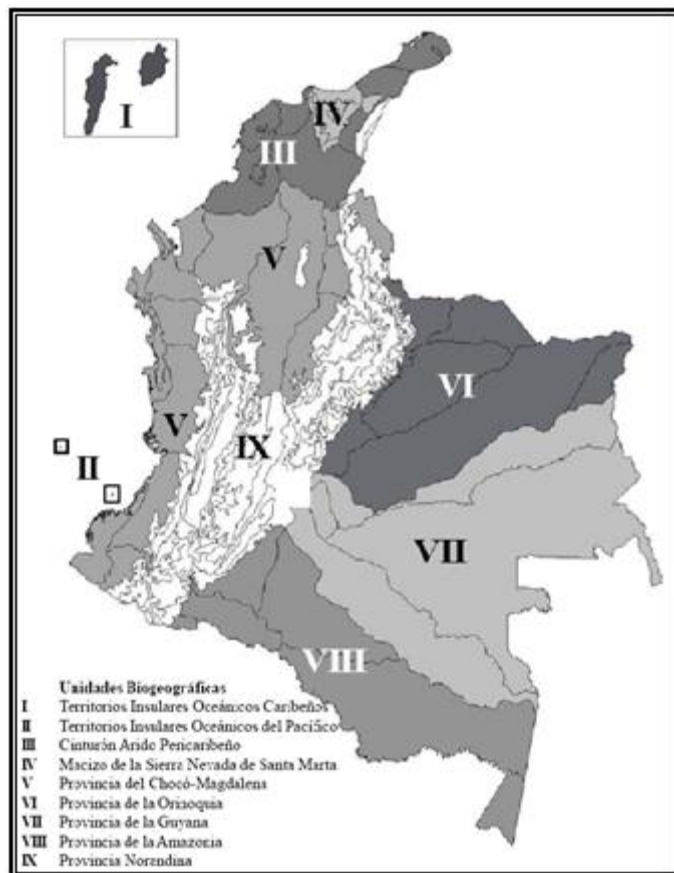 I
IV
III
V
VI
V
IX
II
VII
VIII
Unidades Biogeográficas
I Territorios Insulares Oceánicos Caribeños
II Territorios Insulares Oceánicos del Pacífico
III Cinturón Arido Pericaribeño
IV Macizo de la Sierra Nevada de Santa Marta
V Provincia del Chocó-Magdalena
VI Provincia de la Orinoquia
VII Provincia de la Guyana
VIII Provincia de la Amazonia
IX Provincia Norandina